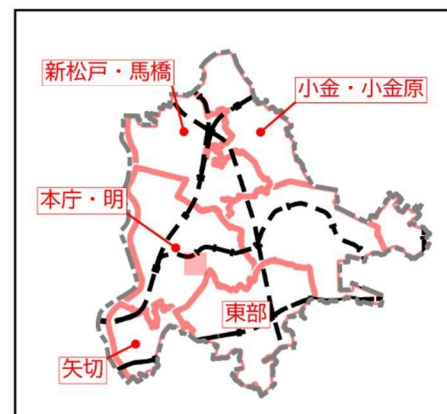 新松戸・馬橋
小金・小金原
本庁・明
東部
矢切